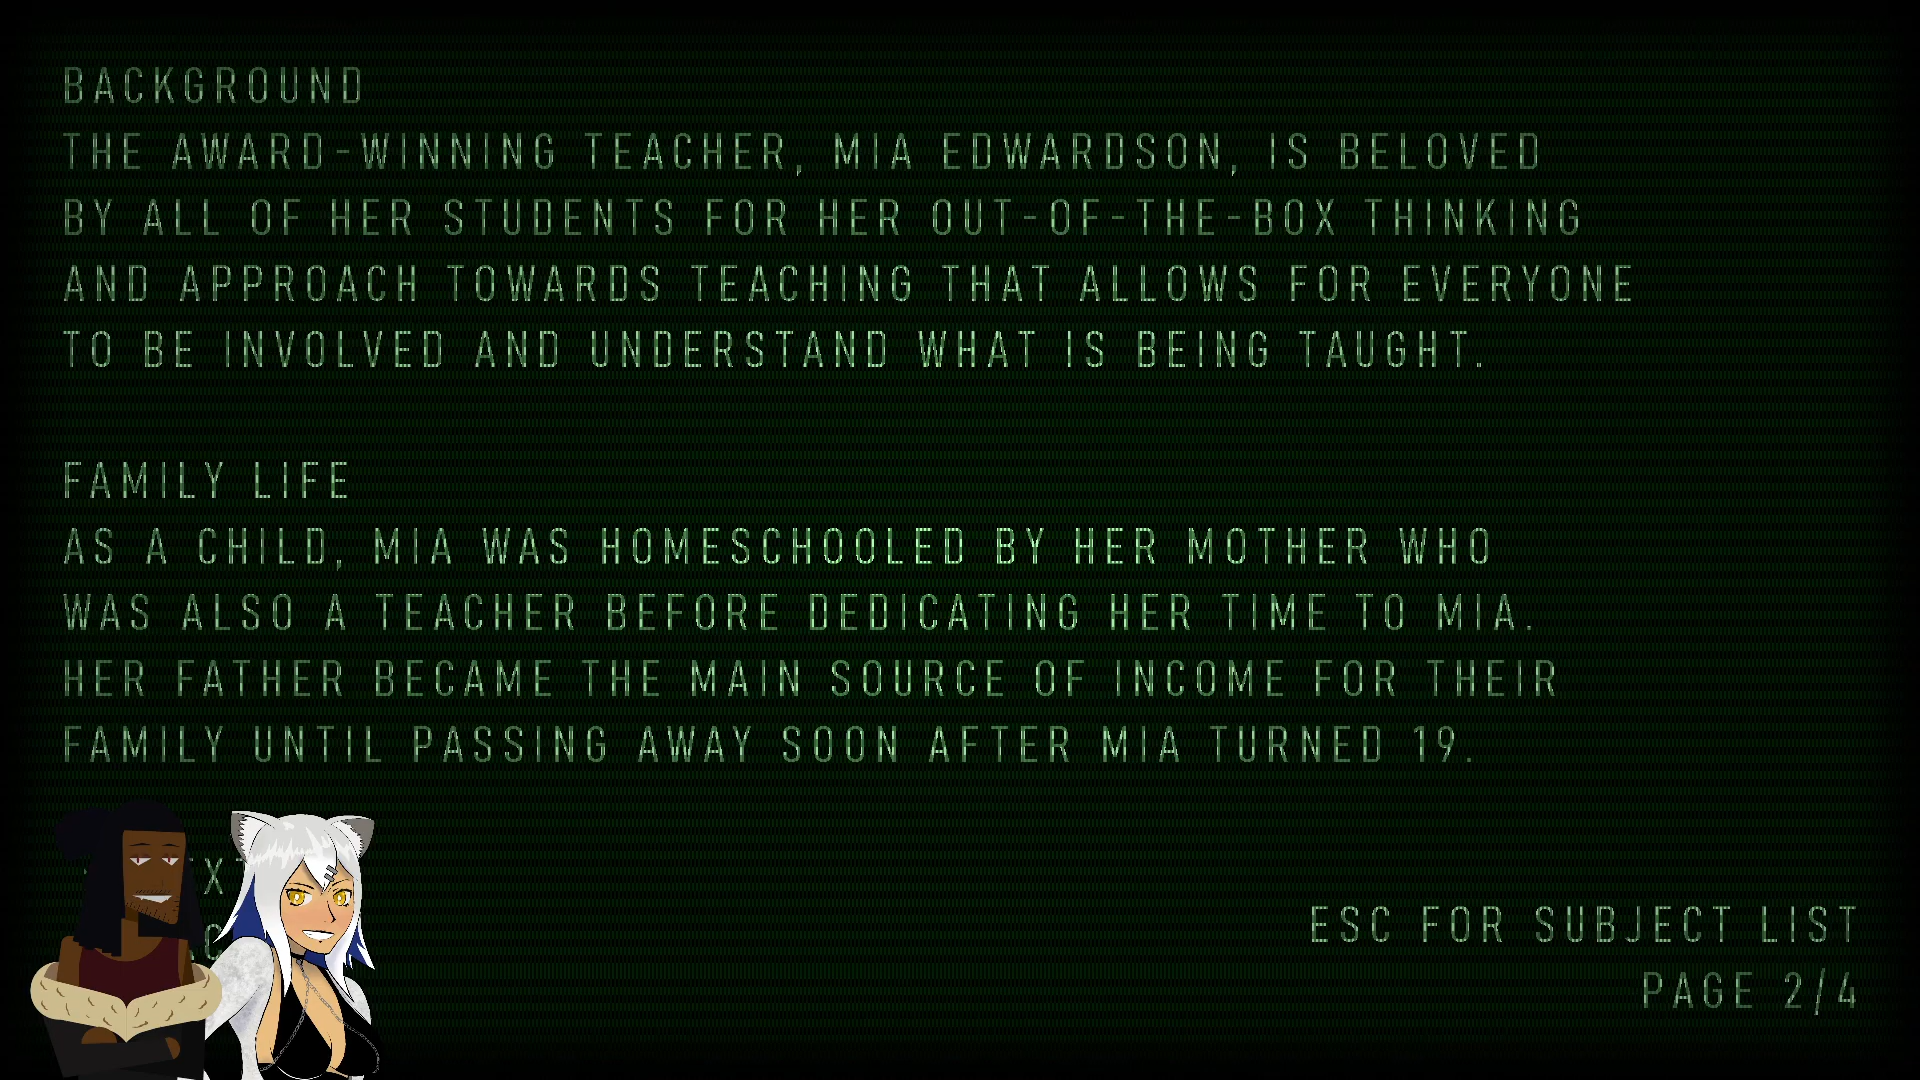 BACKGROUND
THE AWARD-WINNING TEACHER, MIA EDWARDSON, IS BELOVED
BY ALL OF HER STUDENTS FOR HER OUT-OF-THE-BOX THINKING
AND APPROACH TOWARDS TEACHING THAT ALLOWS FOR EVERYONE
TO BE INVOLVED AND UNDERSTAND WHAT IS BEING TAUGHT.
FAMILY LIFE
AS A CHILD, MIA WAS HOMESCHOOLED BY HER MOTHER WHO
WAS ALSO A TEACHER BEFORE DEDICATING HER TIME TO MIA.
HER FATHER BECAME THE MAIN SOURCE OF INCOME FOR THEIR
FAMILY UNTIL PASSING AWAY SOON AFTER MIA TURNED 19.
ESC FOR SUBJECT LIST
PAGE 2/4